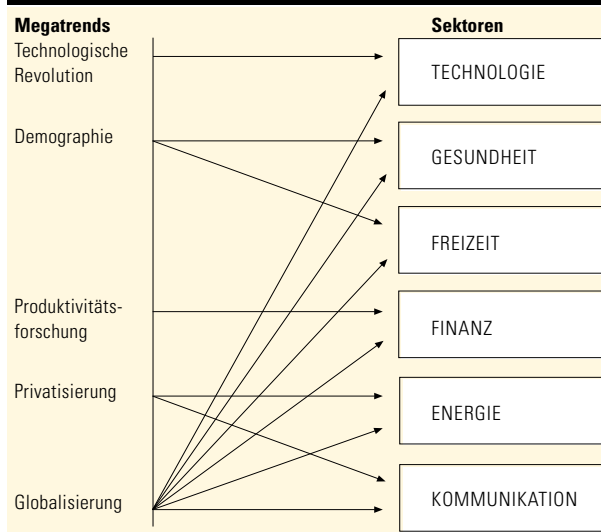 Megatrends
Sektoren
Technologische
Revolution
TECHNOLOGIE
Demographie
GESUNDHEIT
FREIZEIT
Produktivitäts-
forschung
FINANZ
Privatisierung
ENERGIE
Globalisierung
KOMMUNIKATION